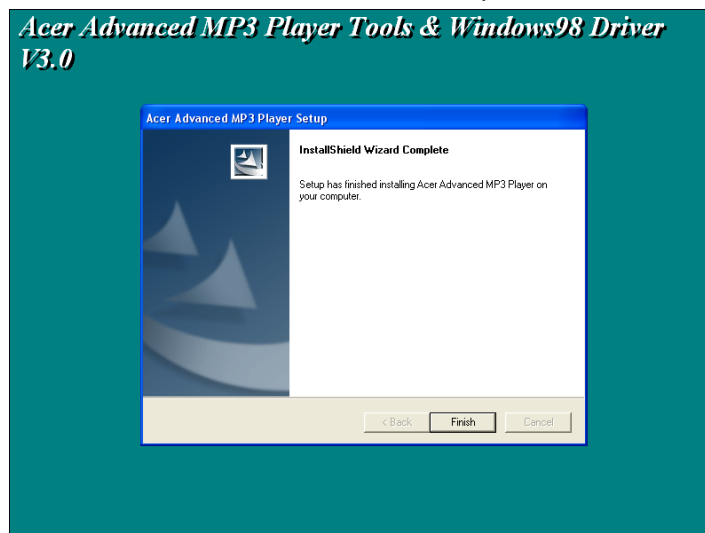 Acer Advanced MP3 Player Tools & Windows98 Driver
V3.0
Acer Advanced MP3 Player Setup
InstallShield Wizard Complete
Setup has finished installing Acer Advanced MP3 Player on
your computer.
< Back Finish Cancel